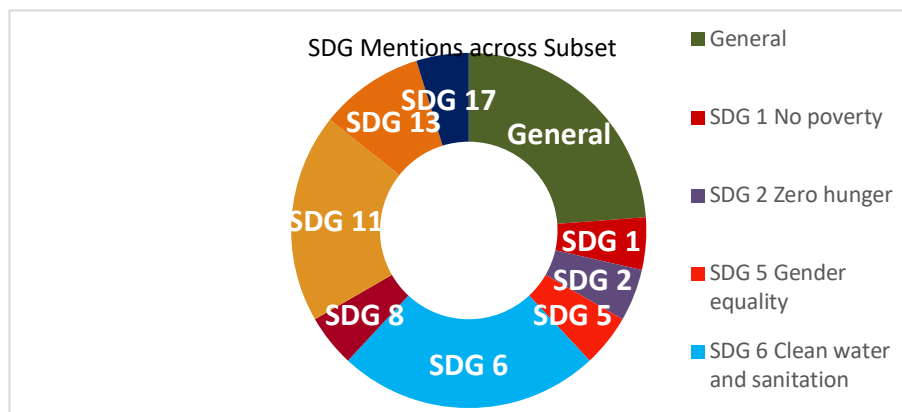 SDG Mentions across Subset
SDG 17
SDG 13
General
SDG 11
SDG 1
SDG 2
SDG 8
SDG 5
SDG 6
General
SDG 1 No poverty
SDG 2 Zero hunger
SDG 5 Gender
equality
SDG 6 Clean water
and sanitation